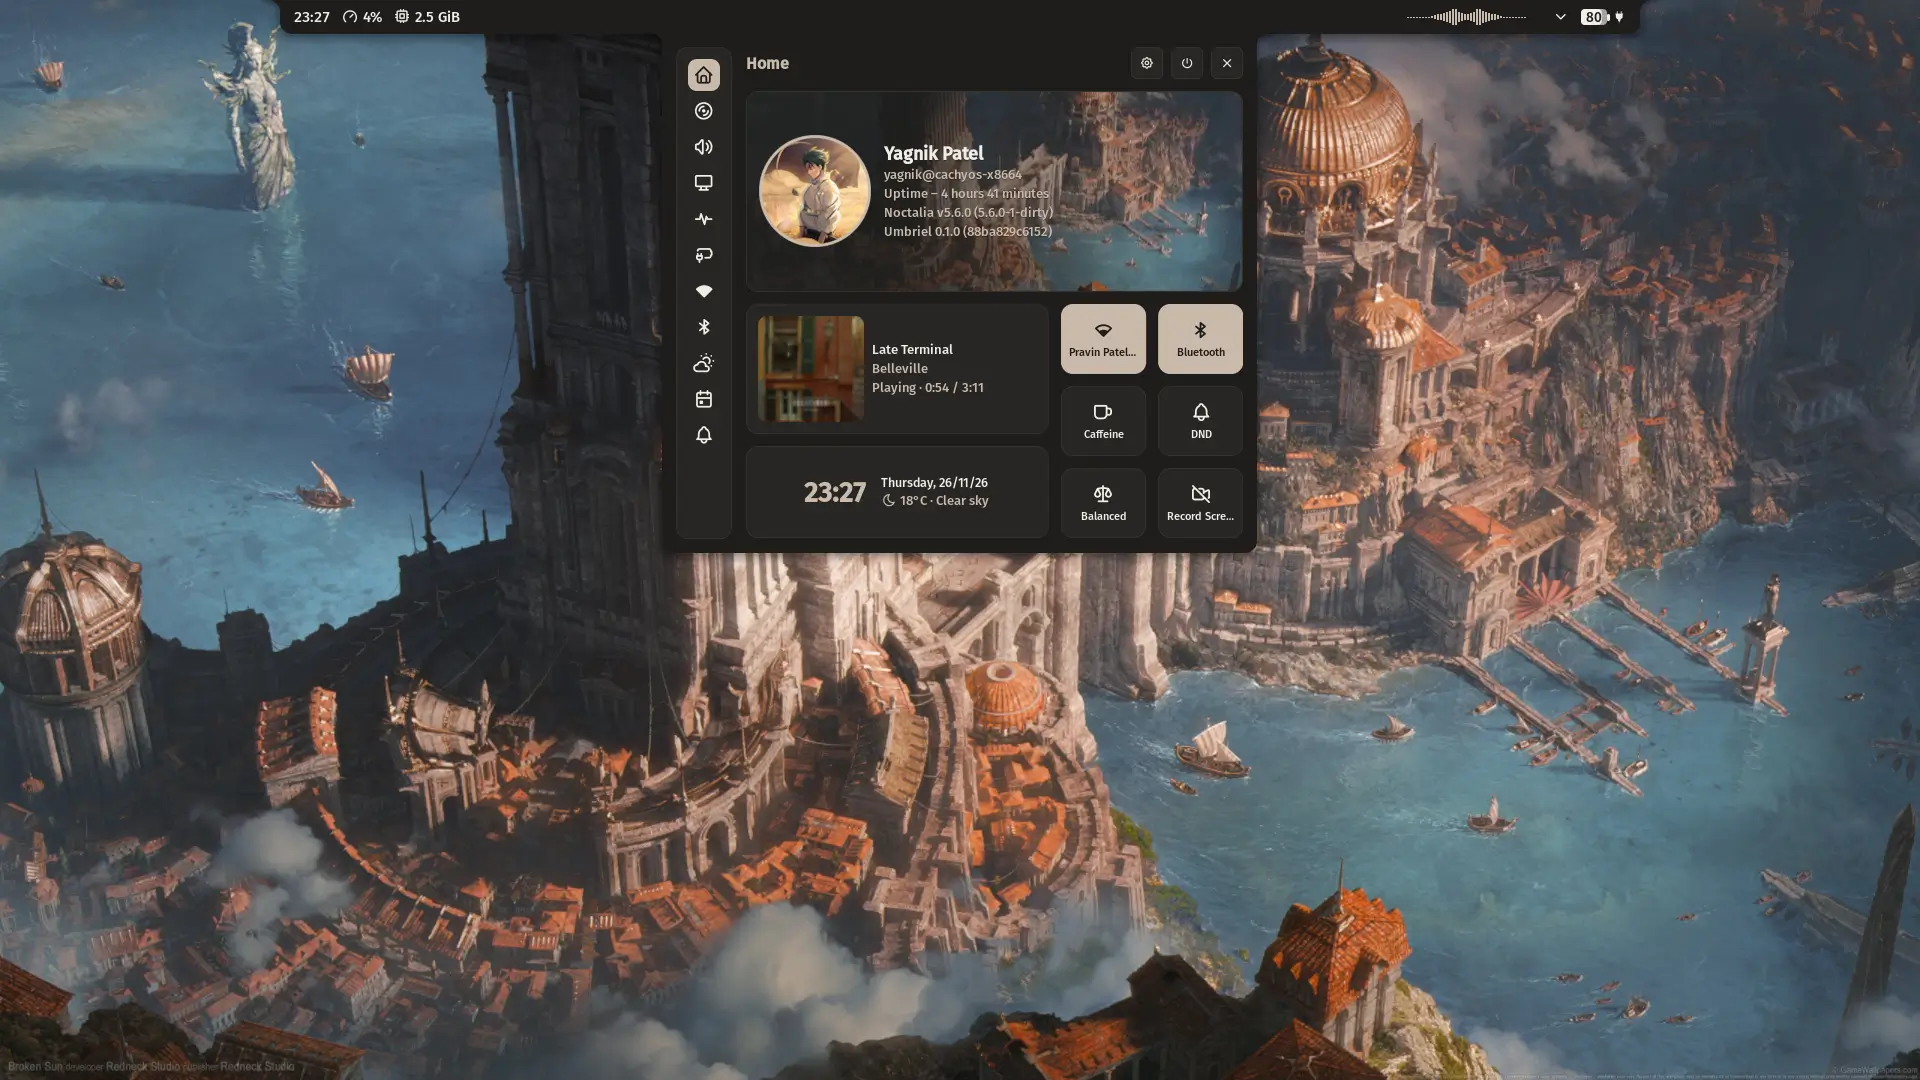 23:27 4% 2.5 GiB 80
Home
Yagnik Patel
yagnik@cachyos-x8664
Uptime – 4 hours 41 minutes
Noctalia v5.6.0 (5.6.0-1-dirty)
Umbriel 0.1.0 (88ba829c6152)
Late Terminal
Belleville
Playing · 0:54 / 3:11
Pravin Patel...
Bluetooth
Caffeine
DND
23:27
Thursday, 26/11/26
18°C · Clear sky
Balanced
Record Scre...
Broken Sun developer Redneck Studio publisher Redneck Studio
© GameWallpapers.com